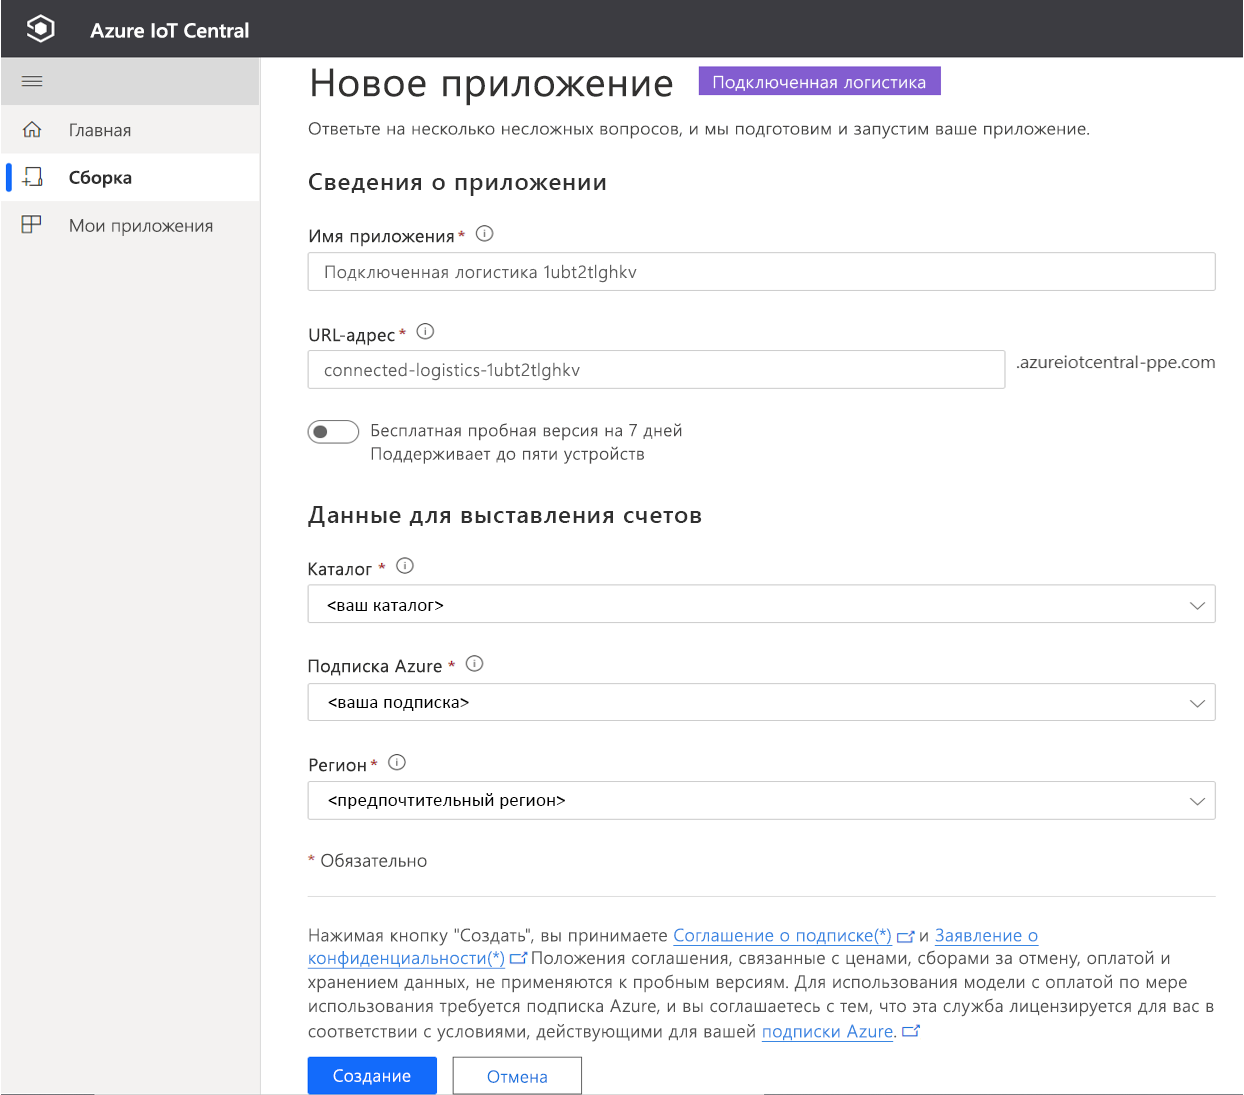 Azure IoT Central
Новое приложение
Подключенная логистика
Главная
Сборка
Мои приложения
Ответьте на несколько несложных вопросов, и мы подготовим и запустим ваше приложение.
Сведения о приложении
Имя приложения*
Подключенная логистика 1ubt2tlghkv
URL-адрес*
connected-logistics-1ubt2tlghkv
.azureiotcentral-ppe.com
Бесплатная пробная версия на 7 дней
Поддерживает до пяти устройств
Данные для выставления счетов
Каталог *
<ваш каталог>
Подписка Azure *
<ваша подписка>
Регион*
<предпочтительный регион>
* Обязательно
Нажимая кнопку "Создать", вы принимаете Соглашение о подписке(*) и Заявление о
конфиденциальности(*) Положения соглашения, связанные с ценами, сборами за отмену, оплатой и
хранением данных, не применяются к пробным версиям. Для использования модели с оплатой по мере
использования требуется подписка Azure, и вы соглашаетесь с тем, что эта служба лицензируется для вас в
соответствии с условиями, действующими для вашей подписки Azure.
Создание
Отмена